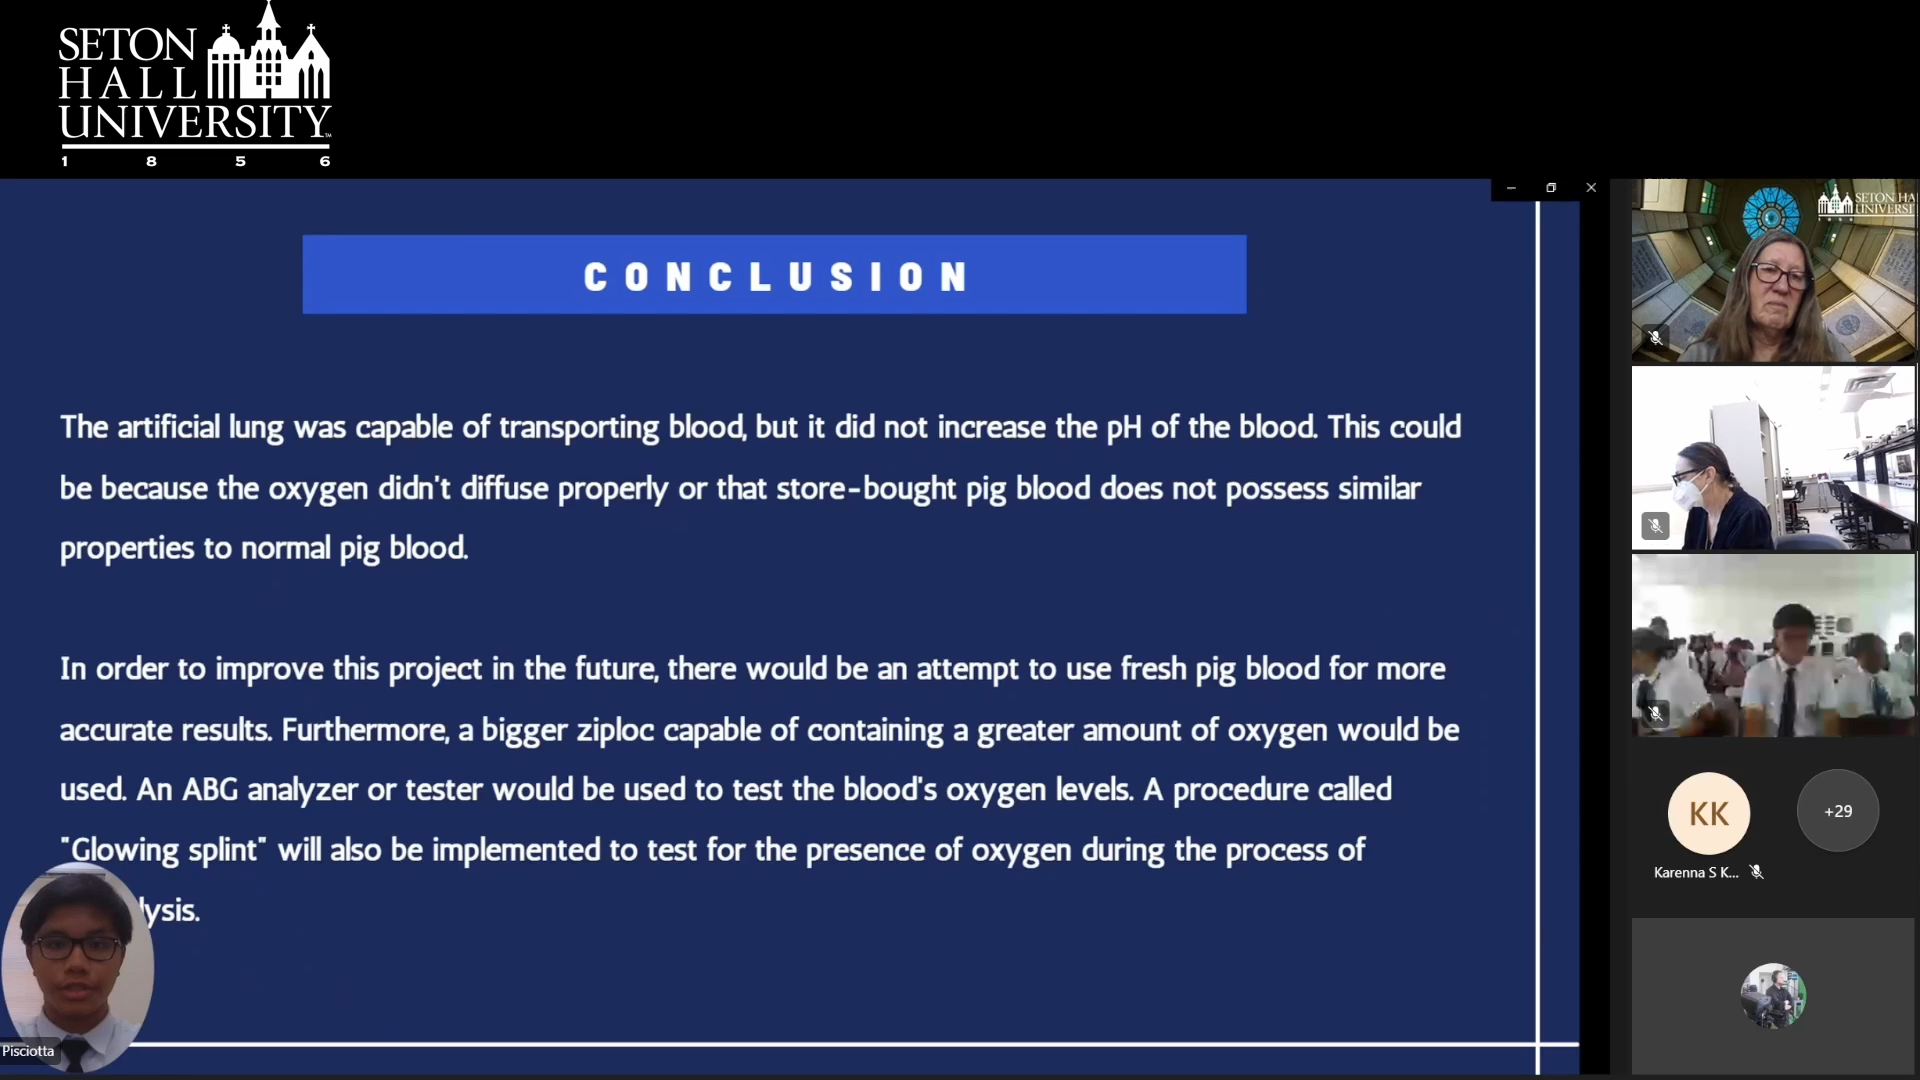 SETON
HALL
UNIVERSITY™
1 8 5 6
CONCLUSION
The artificial lung was capable of transporting blood, but it did not increase the pH of the blood. This could
be because the oxygen didn't diffuse properly or that store-bought pig blood does not possess similar
properties to normal pig blood.
In order to improve this project in the future, there would be an attempt to use fresh pig blood for more
accurate results. Furthermore, a bigger ziploc capable of containing a greater amount of oxygen would be
used. An ABG analyzer or tester would be used to test the blood's oxygen levels. A procedure called
"Glowing splint" will also be implemented to test for the presence of oxygen during the process of
lysis.
Pisciotta
SETON HA
UNIVERSI
KK
+29
Karenna S K...